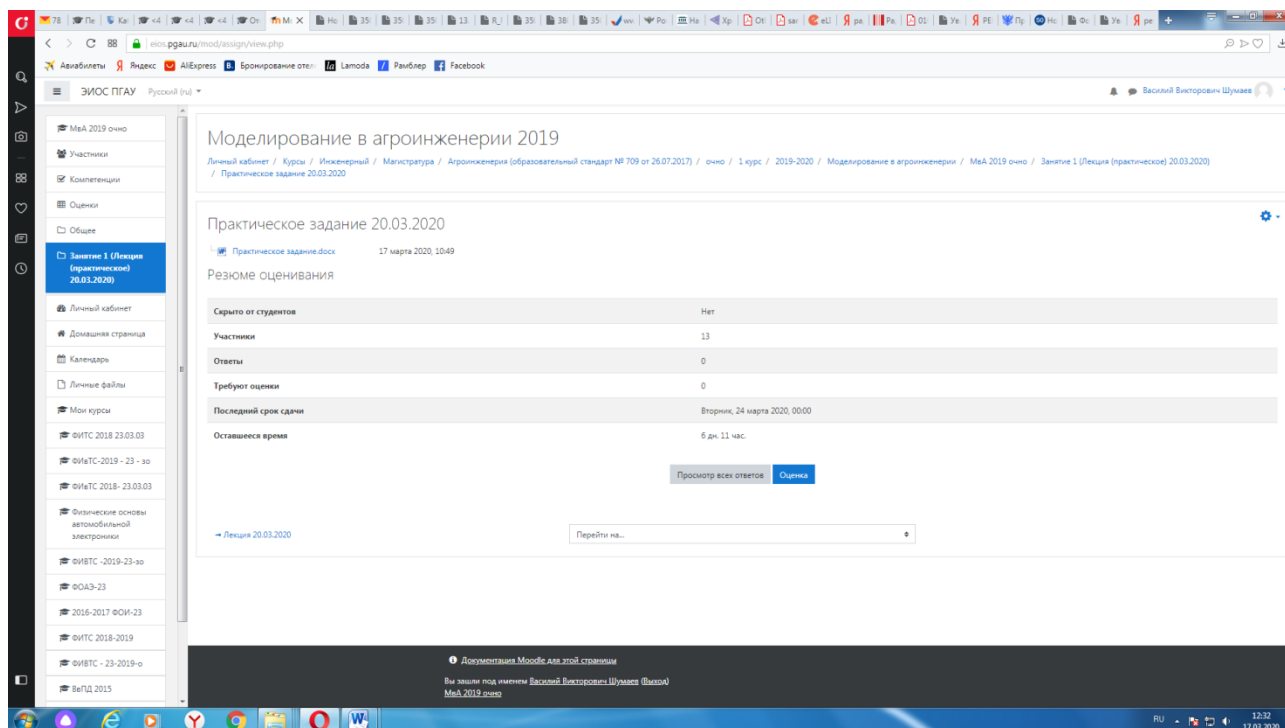 eios.pgau.ru/mod/assign/view.php
Авиабилеты Яндекс AliExpress Бронирование отел Lamoda Рамблер Facebook
ЭИОС ПГАУ Русский (ru)
Василий Викторович Шумаев
МвА 2019 очно
Участники
Компетенции
Оценки
Общее
Занятие 1 (Лекция
(практическое)
20.03.2020)
Личный кабинет
Домашняя страница
Календарь
Личные файлы
Мои курсы
ФИТС 2018 23.03.03
ФИвТС-2019 - 23 - зо
ФИвТС 2018- 23.03.03
Физические основы
автомобильной
электроники
ФИВТС -2019-23-зо
ФОАЭ-23
2016-2017 ФОИ-23
ФИТС 2018-2019
ФИВТС - 23-2019-о
ВвПД 2015
Моделирование в агроинженерии 2019
Личный кабинет / Курсы / Инженерный / Магистратура / Агроинженерия (образовательный стандарт № 709 от 26.07.2017) / очно / 1 курс / 2019-2020 / Моделирование в агроинженерии / МвА 2019 очно / Занятие 1 (Лекция (практическое) 20.03.2020)
/ Практическое задание 20.03.2020
Практическое задание 20.03.2020
Практическое задание.docx 17 марта 2020, 10:49
Резюме оценивания
Скрыто от студентов Нет
Участники 13
Ответы 0
Требуют оценки 0
Последний срок сдачи Вторник, 24 марта 2020, 00:00
Оставшееся время 6 дн. 11 час.
Просмотр всех ответов Оценка
→ Лекция 20.03.2020
Перейти на...
Документация Moodle для этой страницы
Вы зашли под именем Василий Викторович Шумаев (Выход)
МвА 2019 очно
RU 12:32
17.03.2020